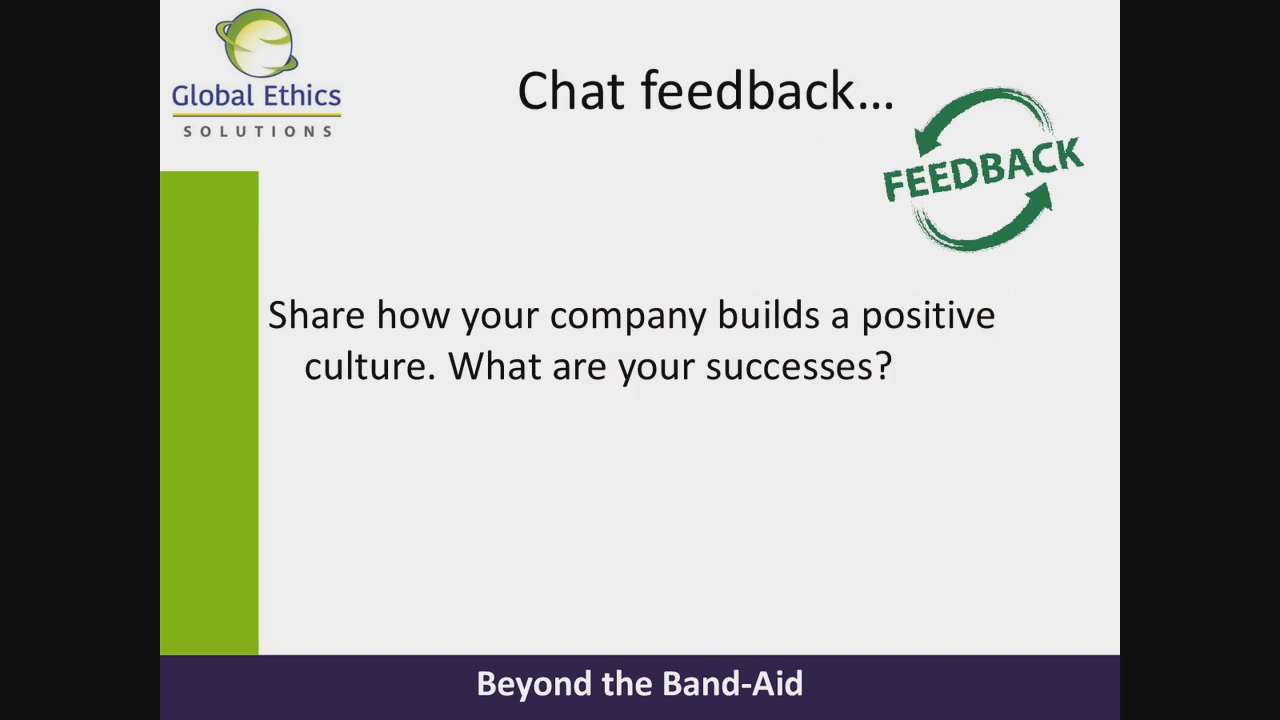 Global Ethics
SOLUTIONS
Chat feedback...
FEEDBACK
Share how your company builds a positive
culture. What are your successes?
Beyond the Band-Aid